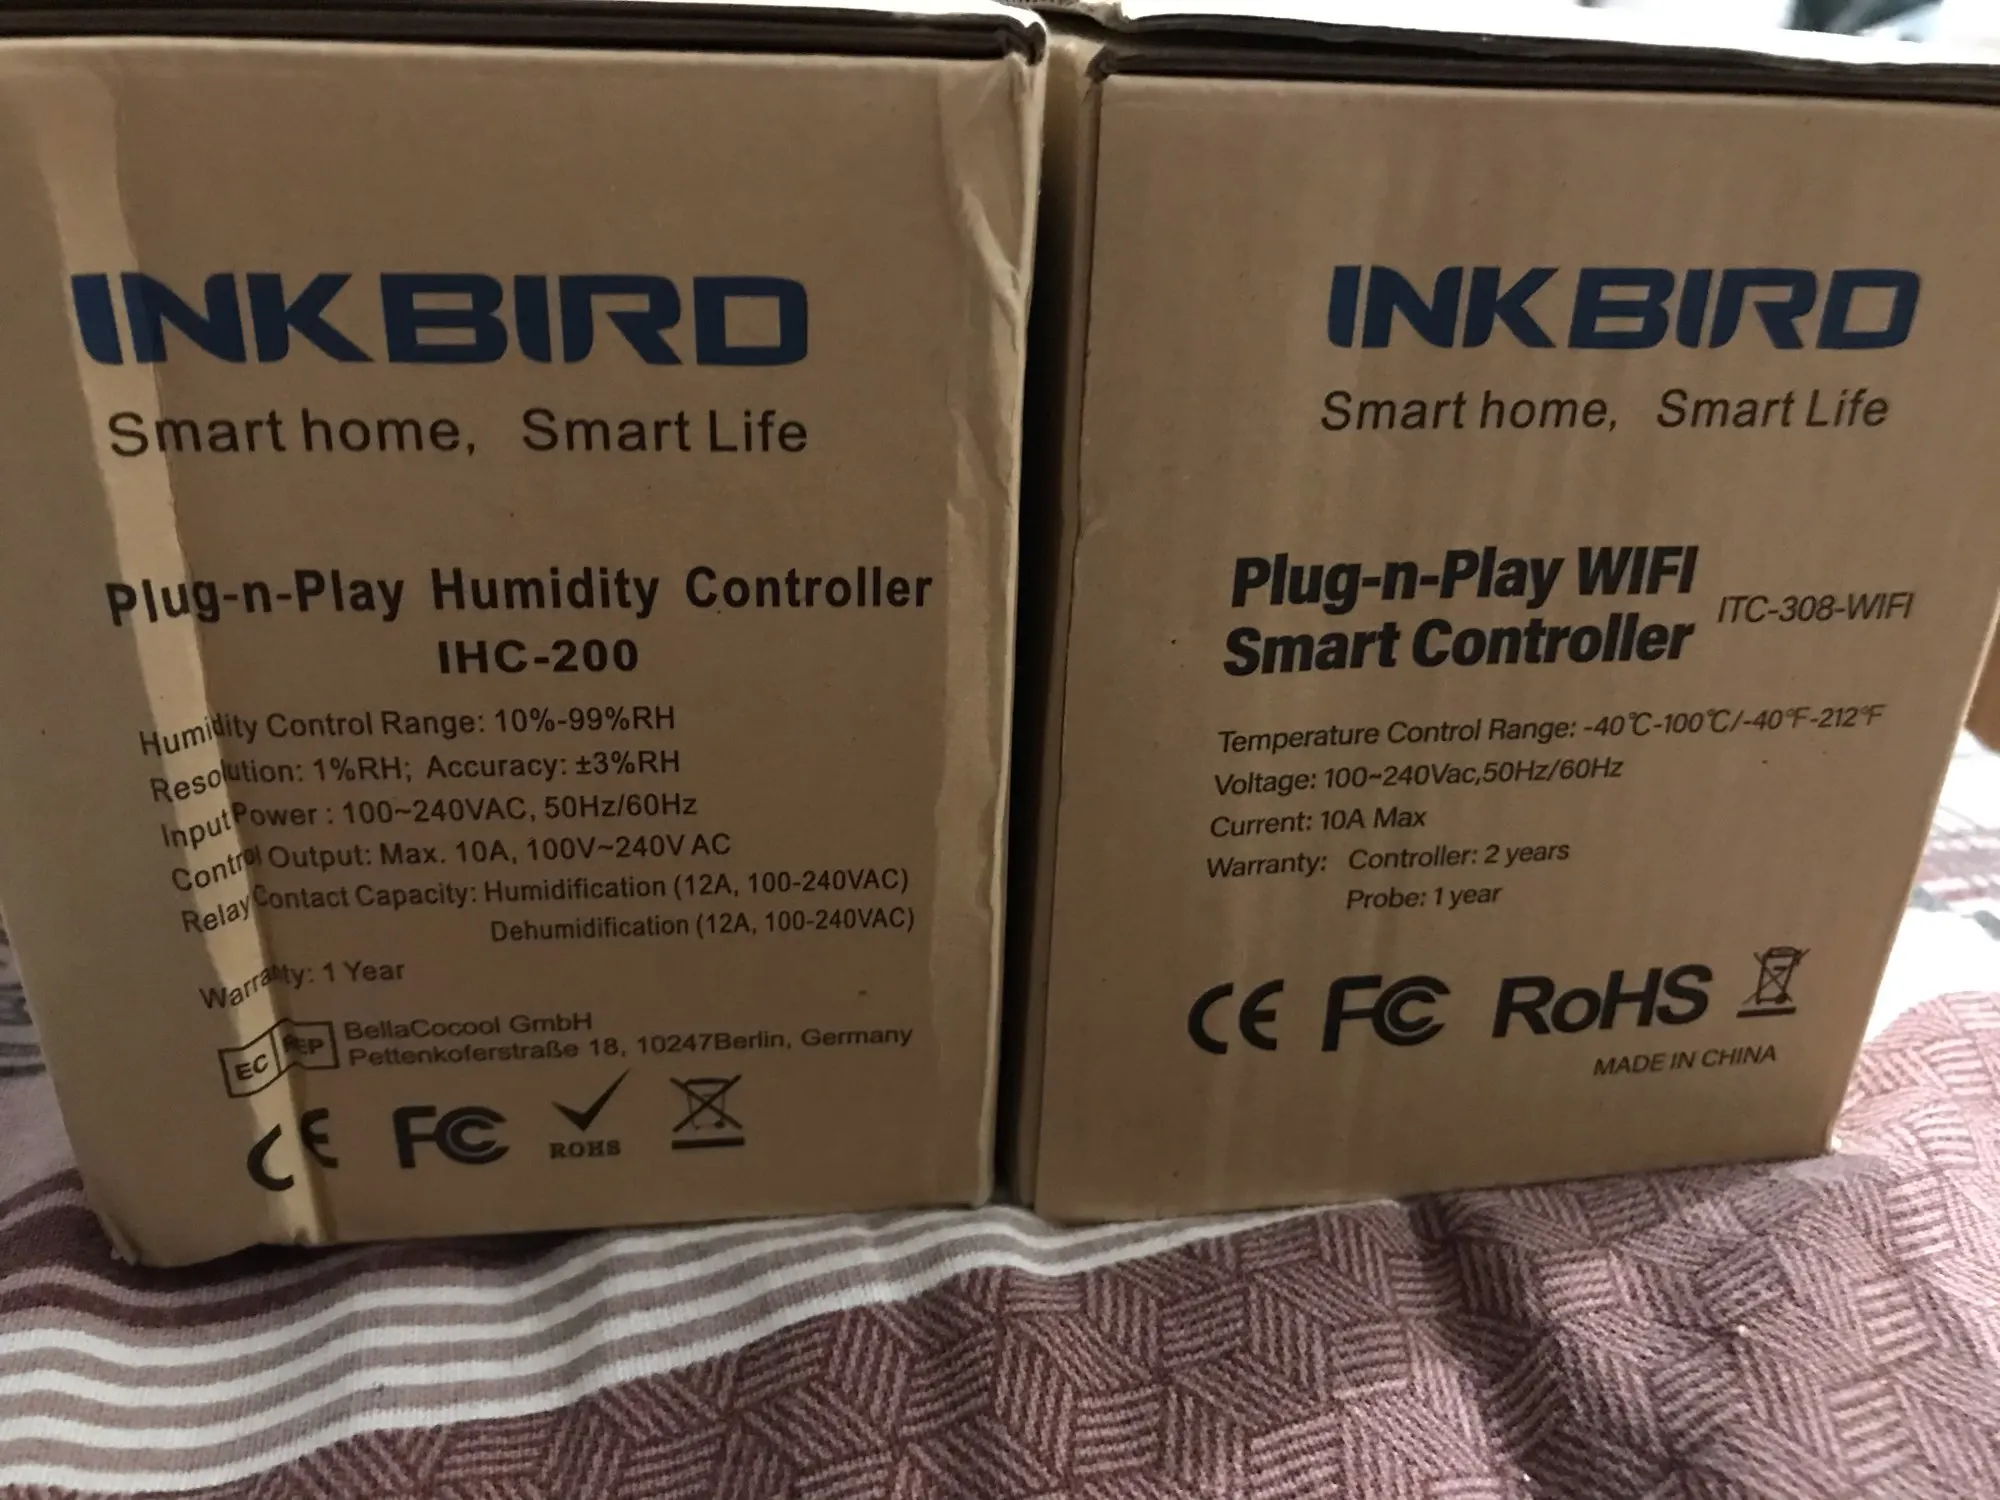 INKBIRD
Smart home, Smart Life
Plug-n-Play Humidity Controller
IHC-200
Humidity Control Range: 10%-99%RH
Resolution: 1%RH; Accuracy: ±3%RH
Input Power : 100~240VAC, 50Hz/60Hz
Control Output: Max. 10A, 100V~240V AC
Relay Contact Capacity: Humidification (12A, 100-240VAC)
Dehumidification (12A, 100-240VAC)
Warranty: 1 Year
EC REP
BellaCocool GmbH
Pettenkoferstraße 18, 10247Berlin, Germany
CE FC ROHS
INKBIRD
Smart home, Smart Life
Plug-n-Play WIFI
Smart Controller
ITC-308-WIFI
Temperature Control Range: -40℃-100℃/-40℉-212℉
Voltage: 100~240Vac,50Hz/60Hz
Current: 10A Max
Warranty: Controller: 2 years
Probe: 1 year
CE FC RoHS
MADE IN CHINA